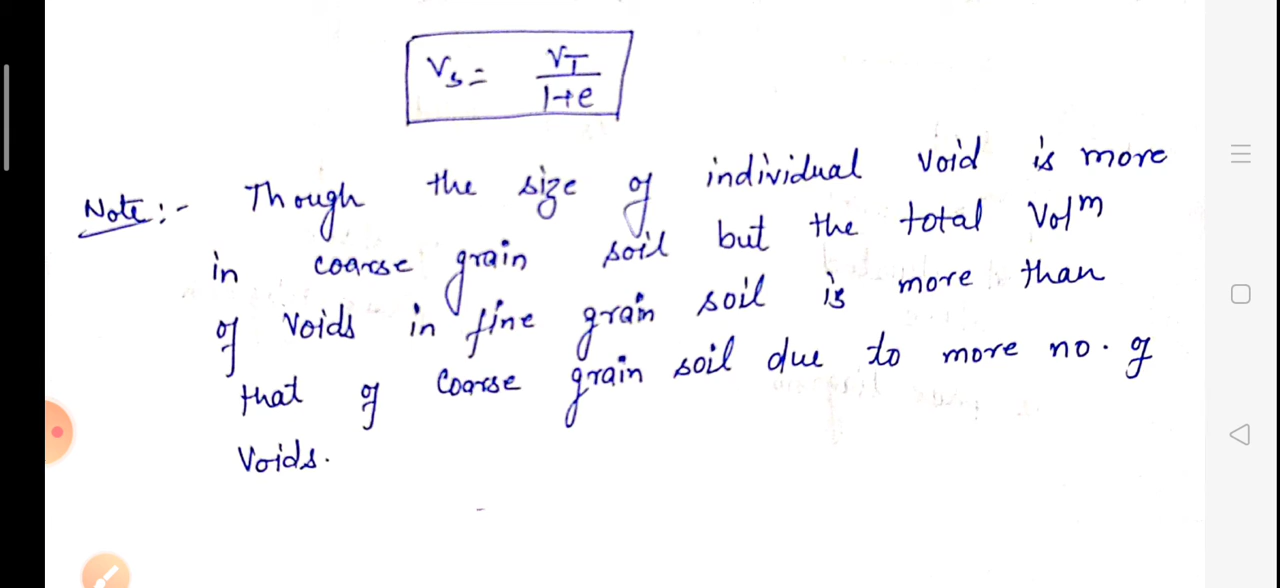 Vs = VT / 1+e
Note:- Though the size of individual void is more
in coarse grain soil but the total Volm
of voids in fine grain soil is more than
that of coarse grain soil due to more no. of
Voids.